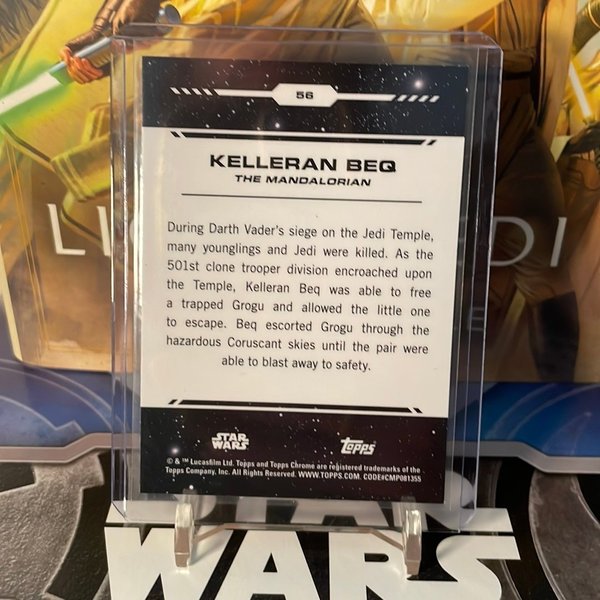 56
KELLERAN BEQ
THE MANDALORIAN
During Darth Vader's siege on the Jedi Temple,
many younglings and Jedi were killed. As the
501st clone trooper division encroached upon
the Temple, Kelleran Beq was able to free
a trapped Grogu and allowed the little one
to escape. Beq escorted Grogu through the
hazardous Coruscant skies until the pair were
able to blast away to safety.
STAR
WARS
Topps
© & ™ Lucasfilm Ltd. Topps and Topps Chrome are registered trademarks of the
Topps Company, Inc. All Rights Reserved. WWW.TOPPS.COM. CODE#CMP081355
STAR
WARS